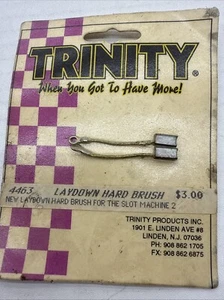 TRINITY
When You Got To Have More!
4463 LAYDOWN HARD BRUSH $3.00
NEW LAYDOWN HARD BRUSH FOR THE SLOT MACHINE 2
TRINITY PRODUCTS INC.
1901 E. LINDEN AVE #8
LINDEN, N.J. 07036
PH: 908 862 1705
FX: 908 862 6875